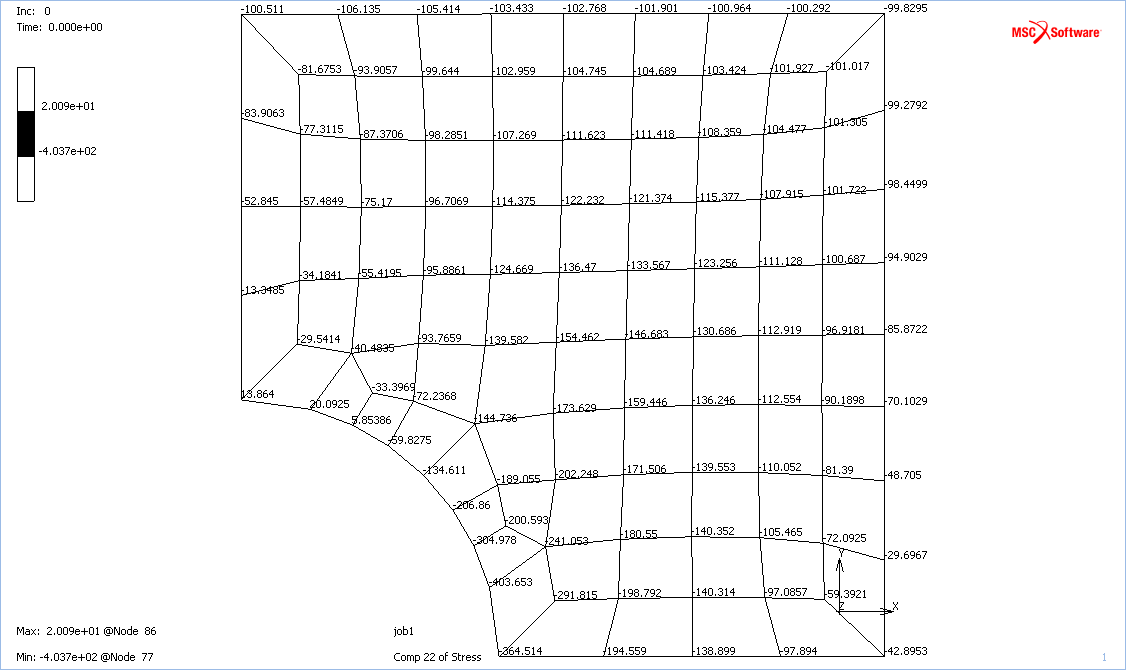 Inc: 0
Time: 0.000e+00
MSC Software
2.009e+01
-4.037e+02
-100.511 -106.135 -105.414 -103.433 -102.768 -101.901 -100.964 -100.292 -99.8295
-81.6753 -93.9057 -99.644 -102.959 -104.745 -104.689 -103.424 -101.927 -101.017
-83.9063 -77.3115 -87.3706 -98.2851 -107.269 -111.623 -111.418 -108.359 -104.477 -101.305 -99.2792
-52.845 -57.4849 -75.17 -96.7069 -114.375 -122.232 -121.374 -115.377 -107.915 -101.722 -98.4499
-13.3485 -34.1841 -55.4195 -95.8861 -124.669 -136.47 -133.567 -123.256 -111.128 -100.687 -94.9029
-29.5414 -40.4835 -93.7659 -139.582 -154.462 -146.683 -130.686 -112.919 -96.9181 -85.8722
13.864 20.0925 -33.3969 -72.2368 -144.736 -173.629 -159.446 -136.246 -112.554 -90.1898 -70.1029
5.85386
-59.8275
-134.611 -189.055 -202.248 -171.506 -139.553 -110.052 -81.39 -48.705
-206.86
-200.593
-304.978 -241.053 -180.55 -140.352 -105.465 -72.0925 -29.6967
Y
-403.653 -291.815 -198.792 -140.314 -97.0857 -59.3921
Z X
-364.514 -194.559 -138.899 -97.894 -42.8953
Max: 2.009e+01 @Node 86
job1
Min: -4.037e+02 @Node 77
Comp 22 of Stress
1